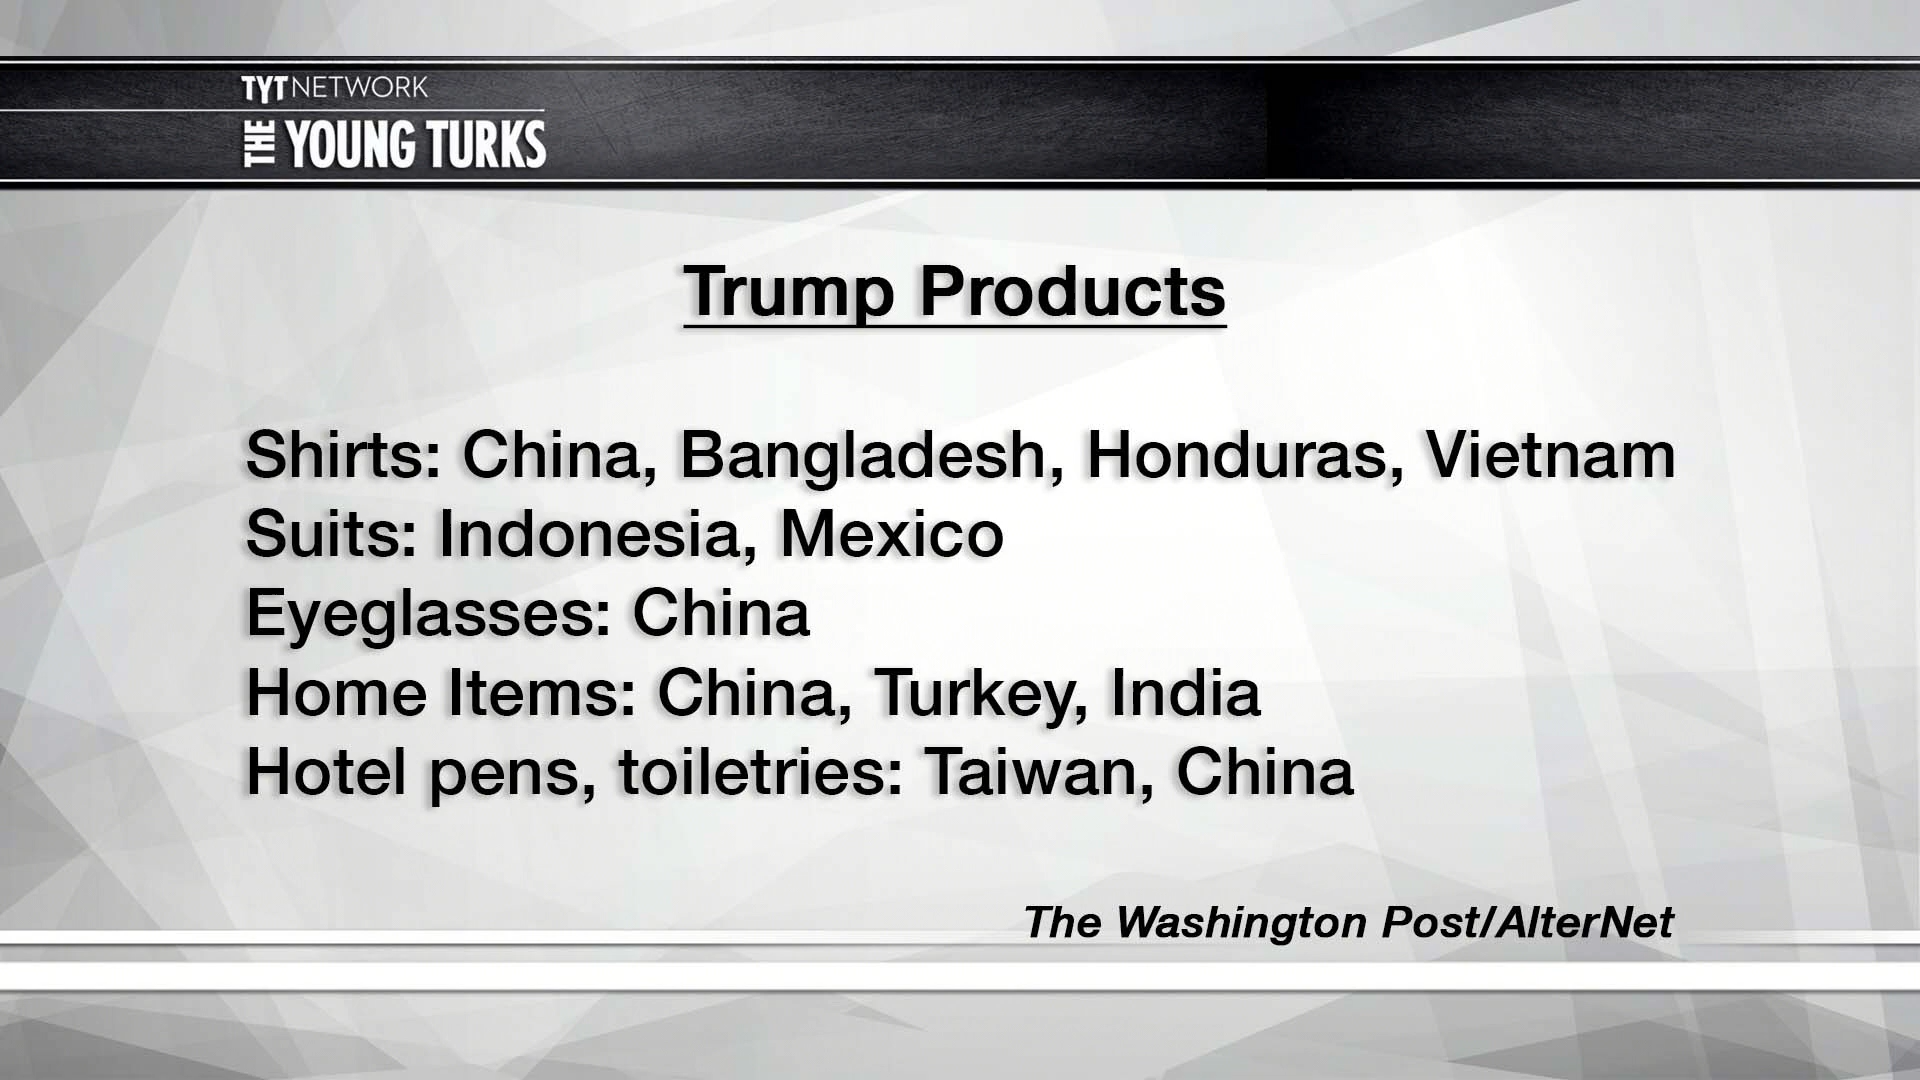 TYT NETWORK
THE YOUNG TURKS
Trump Products
Shirts: China, Bangladesh, Honduras, Vietnam
Suits: Indonesia, Mexico
Eyeglasses: China
Home Items: China, Turkey, India
Hotel pens, toiletries: Taiwan, China
The Washington Post/AlterNet